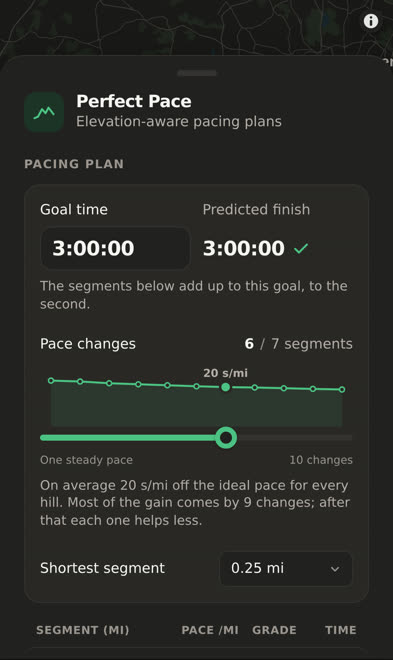 Perfect Pace
Elevation-aware pacing plans
PACING PLAN
Goal time
Predicted finish
3:00:00
3:00:00
The segments below add up to this goal, to the
second.
Pace changes
6 / 7 segments
20 s/mi
One steady pace
10 changes
On average 20 s/mi off the ideal pace for every
hill. Most of the gain comes by 9 changes; after
that each one helps less.
Shortest segment
0.25 mi
SEGMENT (MI) PACE /MI GRADE TIME